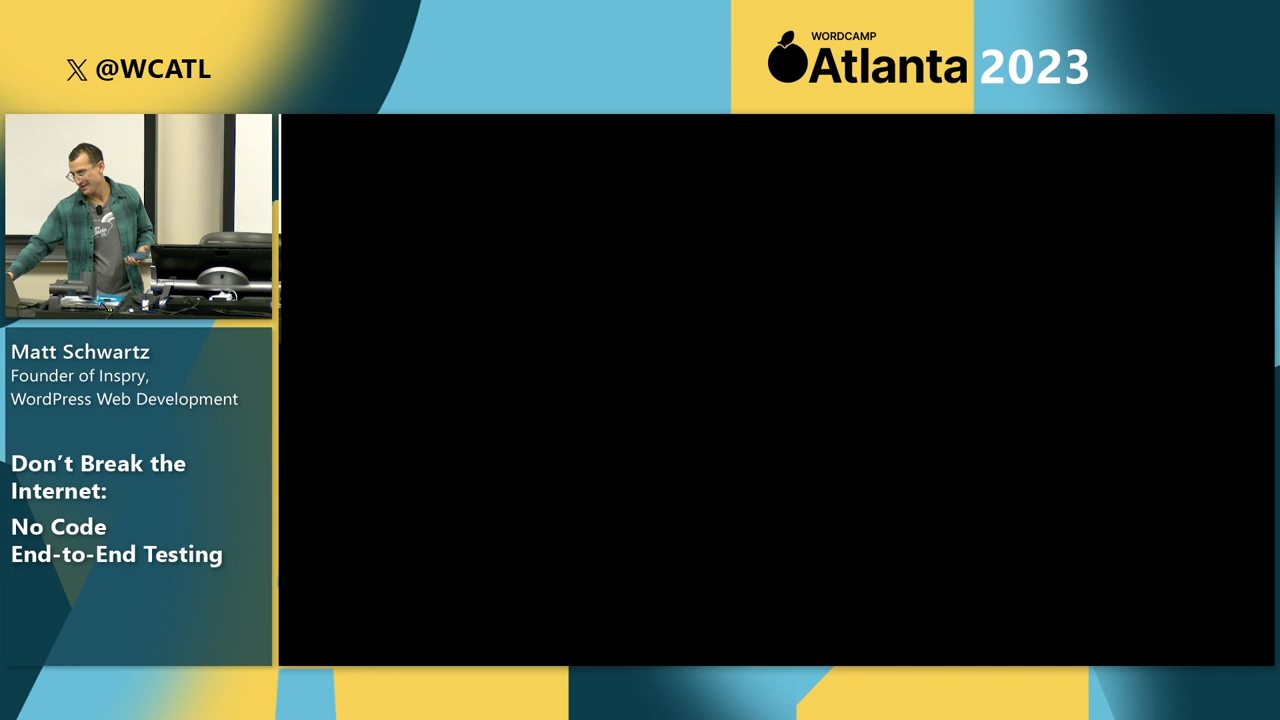 𝕏 @WCATL
WORDCAMP
Atlanta 2023
Matt Schwartz
Founder of Inspry,
WordPress Web Development
Don’t Break the
Internet:
No Code
End-to-End Testing